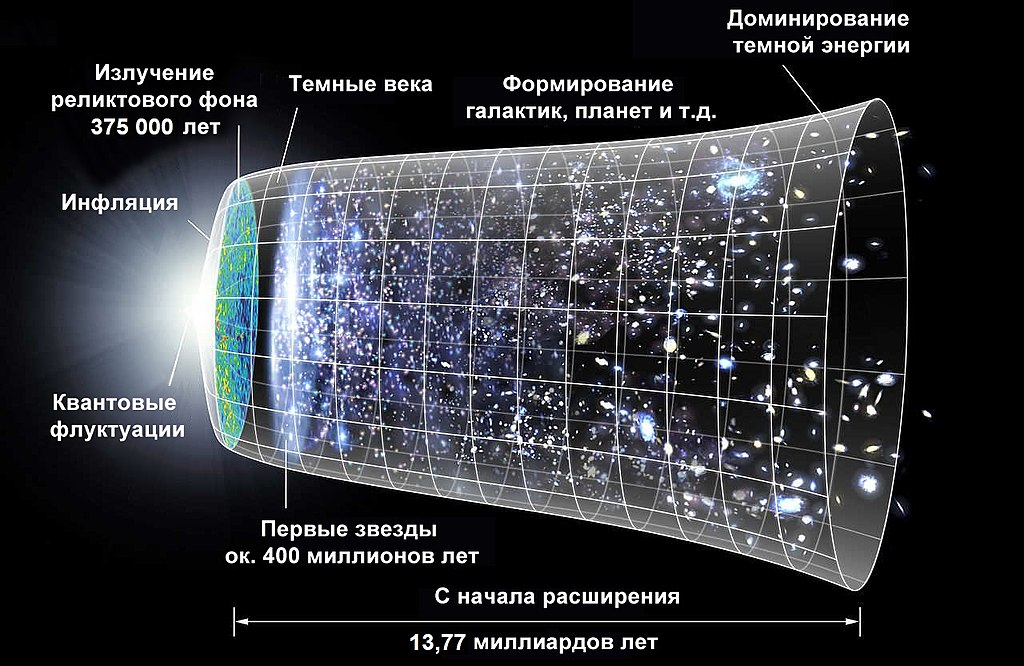 Доминирование
темной энергии
Излучение
реликтового фона
375 000 лет
Темные века
Формирование
галактик, планет и т.д.
Инфляция
Квантовые
флуктуации
Первые звезды
ок. 400 миллионов лет
С начала расширения
13,77 миллиардов лет